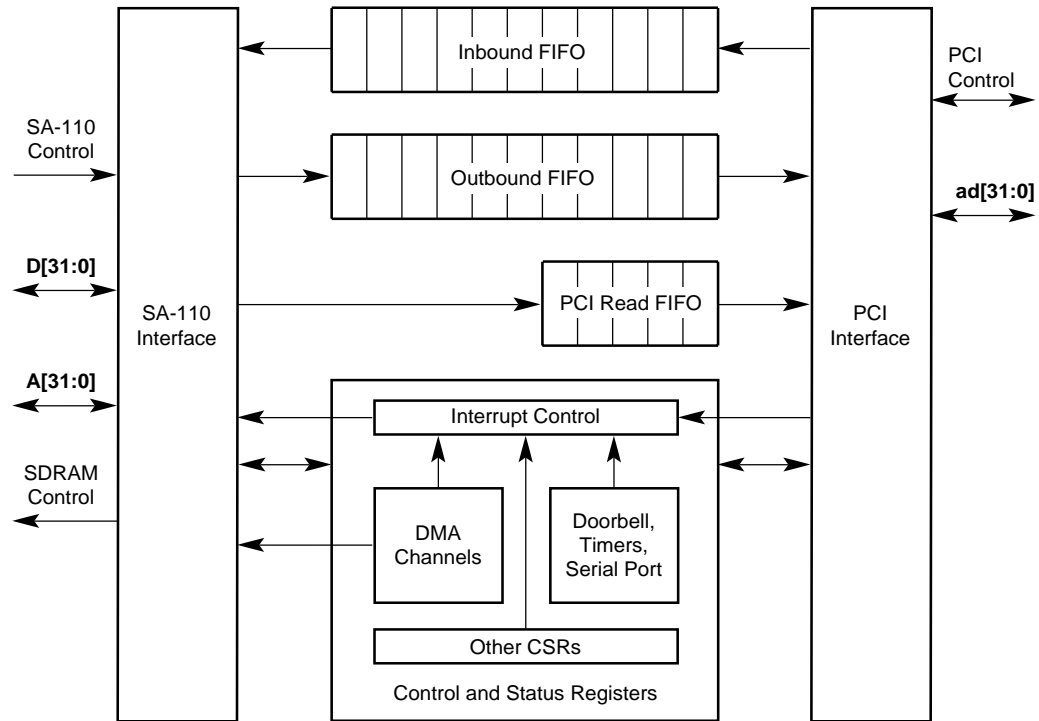 Inbound FIFO
PCI
Control
SA-110
Control
Outbound FIFO
ad[31:0]
D[31:0]
SA-110
Interface
PCI Read FIFO
PCI
Interface
A[31:0]
Interrupt Control
SDRAM
Control
DMA
Channels
Doorbell,
Timers,
Serial Port
Other CSRs
Control and Status Registers